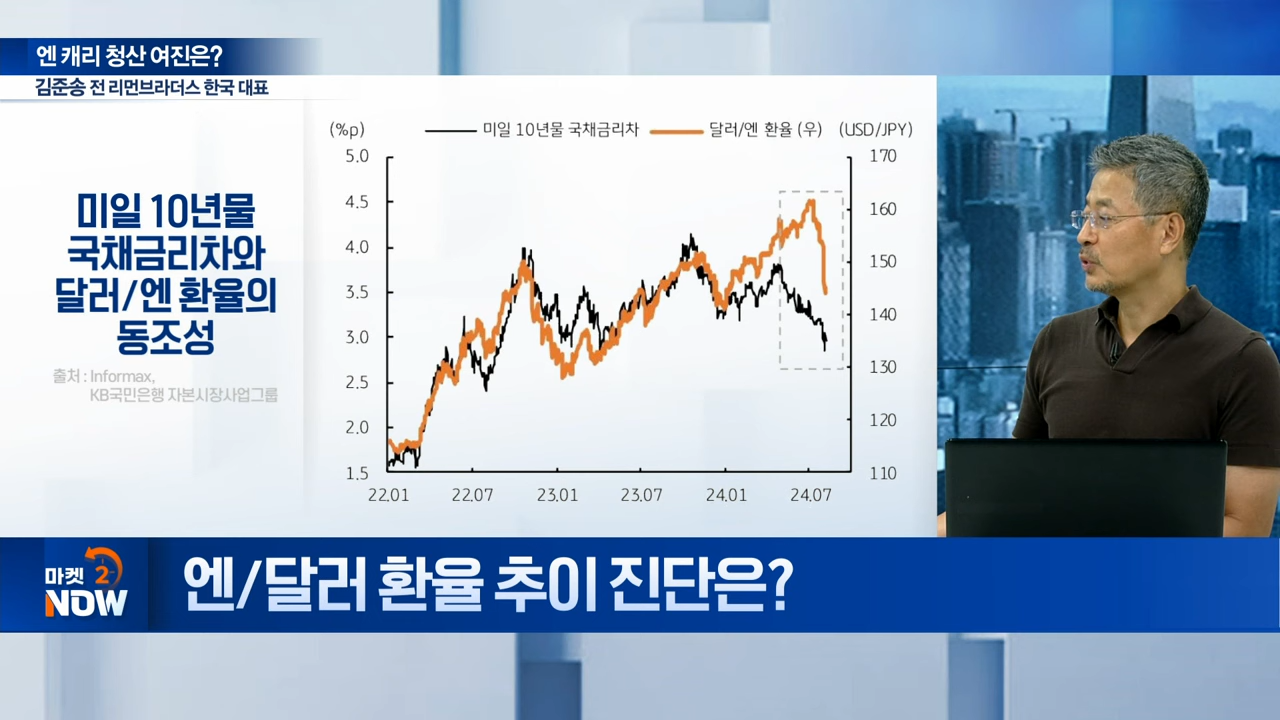 엔 캐리 청산 여진은?
김준송 전 리먼브라더스 한국 대표
미일 10년물
국채금리차와
달러/엔 환율의
동조성
출처 : Informax,
KB국민은행 자본시장사업그룹
(%p)
미일 10년물 국채금리차
달러/엔 환율 (우)
(USD/JPY)
5.0
4.5
4.0
3.5
3.0
2.5
2.0
1.5
170
160
150
140
130
120
110
22.01
22.07
23.01
23.07
24.01
24.07
마켓 2
NOW
엔/달러 환율 추이 진단은?